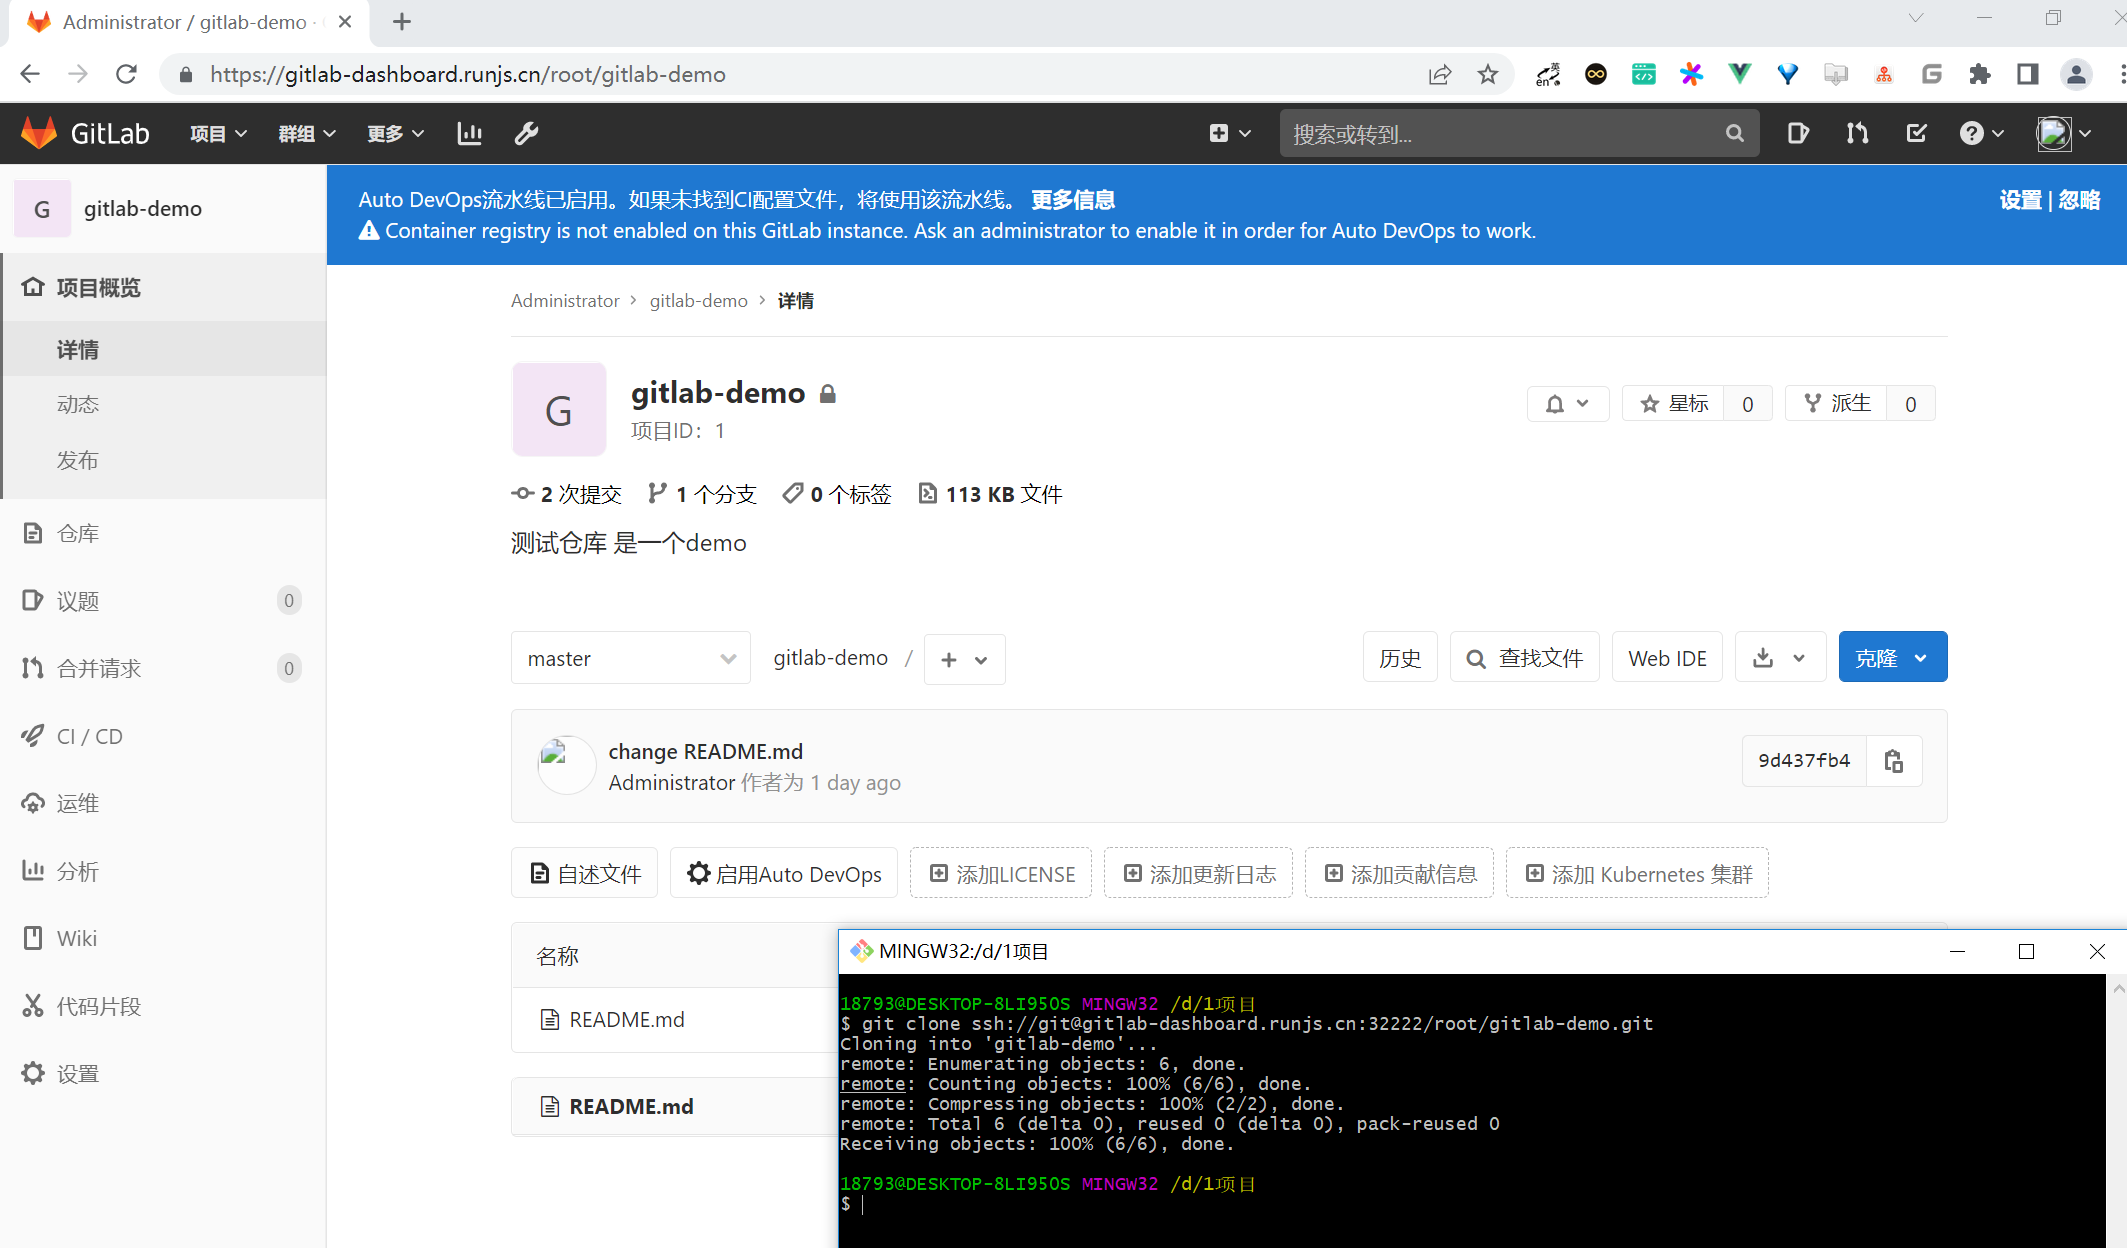 Administrator / gitlab-demo ·
https://gitlab-dashboard.runjs.cn/root/gitlab-demo
GitLab 项目 群组 更多 搜索或转到...
G gitlab-demo
Auto DevOps流水线已启用。如果未找到CI配置文件，将使用该流水线。 更多信息 设置 | 忽略
Container registry is not enabled on this GitLab instance. Ask an administrator to enable it in order for Auto DevOps to work.
项目概览
详情
动态
发布
仓库
议题 0
合并请求 0
CI / CD
运维
分析
Wiki
代码片段
设置
Administrator > gitlab-demo > 详情
G
gitlab-demo
项目ID：1
星标 0 派生 0
2 次提交 1 个分支 0 个标签 113 KB 文件
测试仓库 是一个demo
master gitlab-demo / + 历史 查找文件 Web IDE 克隆
change README.md
Administrator 作者为 1 day ago
9d437fb4
自述文件 启用Auto DevOps 添加LICENSE 添加更新日志 添加贡献信息 添加 Kubernetes 集群
名称
README.md
README.md
MINGW32:/d/1项目
18793@DESKTOP-8LI95OS MINGW32 /d/1项目
$ git clone ssh://git@gitlab-dashboard.runjs.cn:32222/root/gitlab-demo.git
Cloning into 'gitlab-demo'...
remote: Enumerating objects: 6, done.
remote: Counting objects: 100% (6/6), done.
remote: Compressing objects: 100% (2/2), done.
remote: Total 6 (delta 0), reused 0 (delta 0), pack-reused 0
Receiving objects: 100% (6/6), done.
18793@DESKTOP-8LI95OS MINGW32 /d/1项目
$